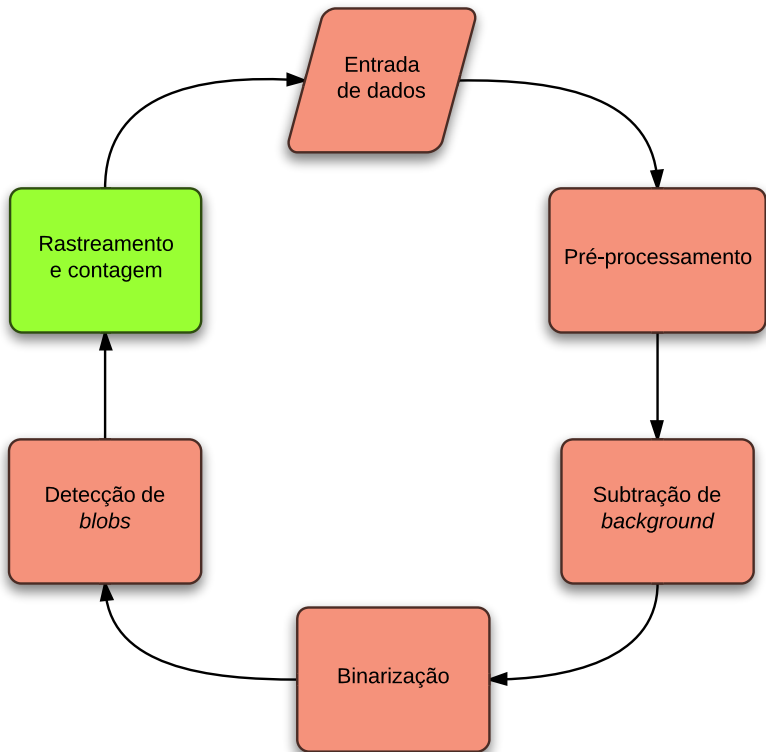 Entrada
de dados
Pré-processamento
Subtração de
background
Binarização
Detecção de
blobs
Rastreamento
e contagem